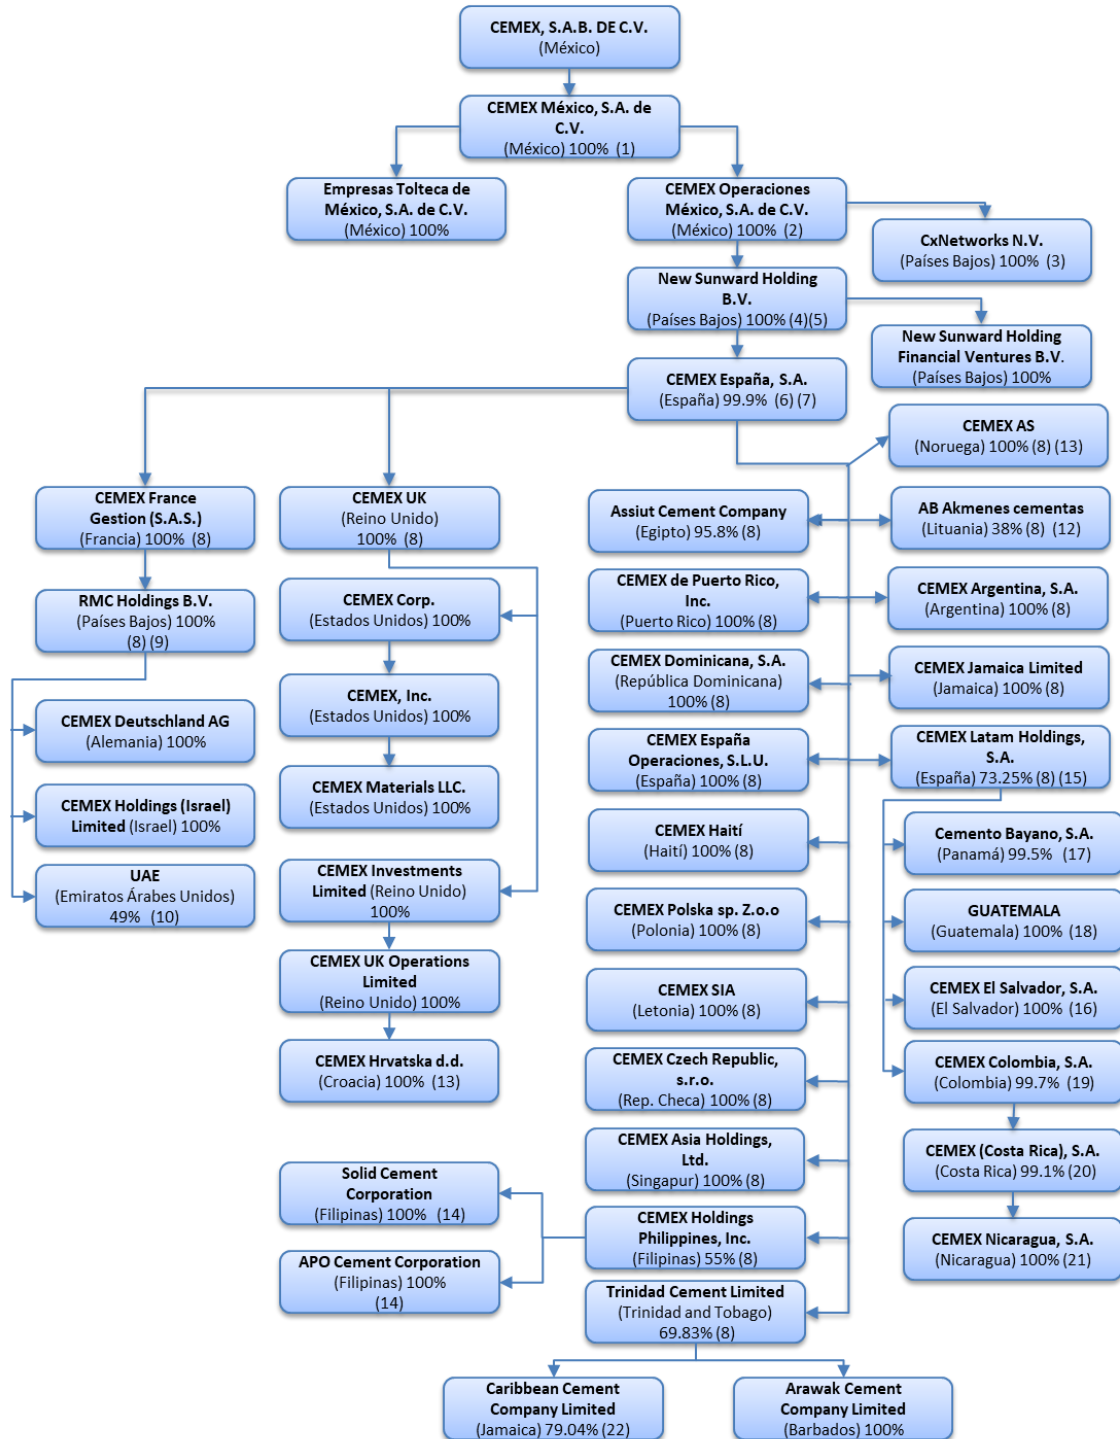 CEMEX, S.A.B. DE C.V.
(México)
CEMEX México, S.A. de
C.V.
(México) 100%  (1)
Empresas Tolteca de
México, S.A. de C.V.
(México) 100%
CEMEX Operaciones
México, S.A. de C.V.
(México) 100%  (2)
CxNetworks N.V.
(Países Bajos) 100%  (3)
New Sunward Holding
B.V.
(Países Bajos) 100% (4)(5)
New Sunward Holding
Financial Ventures B.V.
(Países Bajos) 100%
CEMEX España, S.A.
(España) 99.9%  (6) (7)
CEMEX France
Gestion (S.A.S.)
(Francia) 100%  (8)
RMC Holdings B.V.
(Países Bajos) 100%
(8) (9)
CEMEX Deutschland AG
(Alemania) 100%
CEMEX Holdings (Israel)
Limited (Israel) 100%
UAE
(Emiratos Árabes Unidos)
49%  (10)
CEMEX UK
(Reino Unido)
100%  (8)
CEMEX Corp.
(Estados Unidos) 100%
CEMEX, Inc.
(Estados Unidos) 100%
CEMEX Materials LLC.
(Estados Unidos) 100%
CEMEX Investments
Limited (Reino Unido)
100%
CEMEX UK Operations
Limited
(Reino Unido) 100%
CEMEX Hrvatska d.d.
(Croacia) 100%  (13)
Solid Cement
Corporation
(Filipinas) 100%  (14)
APO Cement Corporation
(Filipinas) 100%
(14)
Assiut Cement Company
(Egipto) 95.8% (8)
CEMEX de Puerto Rico,
Inc.
(Puerto Rico) 100% (8)
CEMEX Dominicana, S.A.
(República Dominicana)
100% (8)
CEMEX España
Operaciones, S.L.U.
(España) 100% (8)
CEMEX Haití
(Haití) 100% (8)
CEMEX Polska sp. Z.o.o
(Polonia) 100% (8)
CEMEX SIA
(Letonia) 100% (8)
CEMEX Czech Republic,
s.r.o.
(Rep. Checa) 100% (8)
CEMEX Asia Holdings,
Ltd.
(Singapur) 100% (8)
CEMEX Holdings
Philippines, Inc.
(Filipinas) 55% (8)
Trinidad Cement Limited
(Trinidad and Tobago)
69.83% (8)
Caribbean Cement
Company Limited
(Jamaica) 79.04% (22)
Arawak Cement
Company Limited
(Barbados) 100%
CEMEX AS
(Noruega) 100% (8) (13)
AB Akmenes cementas
(Lituania) 38% (8)  (12)
CEMEX Argentina, S.A.
(Argentina) 100% (8)
CEMEX Jamaica Limited
(Jamaica) 100% (8)
CEMEX Latam Holdings,
S.A.
(España) 73.25% (8) (15)
Cemento Bayano, S.A.
(Panamá) 99.5%  (17)
GUATEMALA
(Guatemala) 100%  (18)
CEMEX El Salvador, S.A.
(El Salvador) 100%  (16)
CEMEX Colombia, S.A.
(Colombia) 99.7%  (19)
CEMEX (Costa Rica), S.A.
(Costa Rica) 99.1% (20)
CEMEX Nicaragua, S.A.
(Nicaragua) 100% (21)